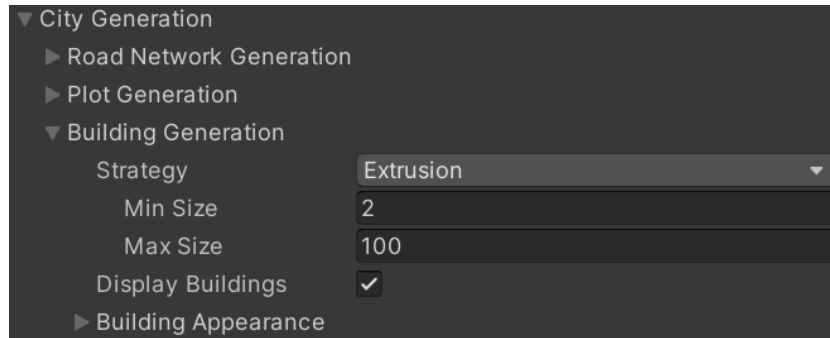 City Generation
Road Network Generation
Plot Generation
Building Generation
Strategy Extrusion
Min Size 2
Max Size 100
Display Buildings
Building Appearance